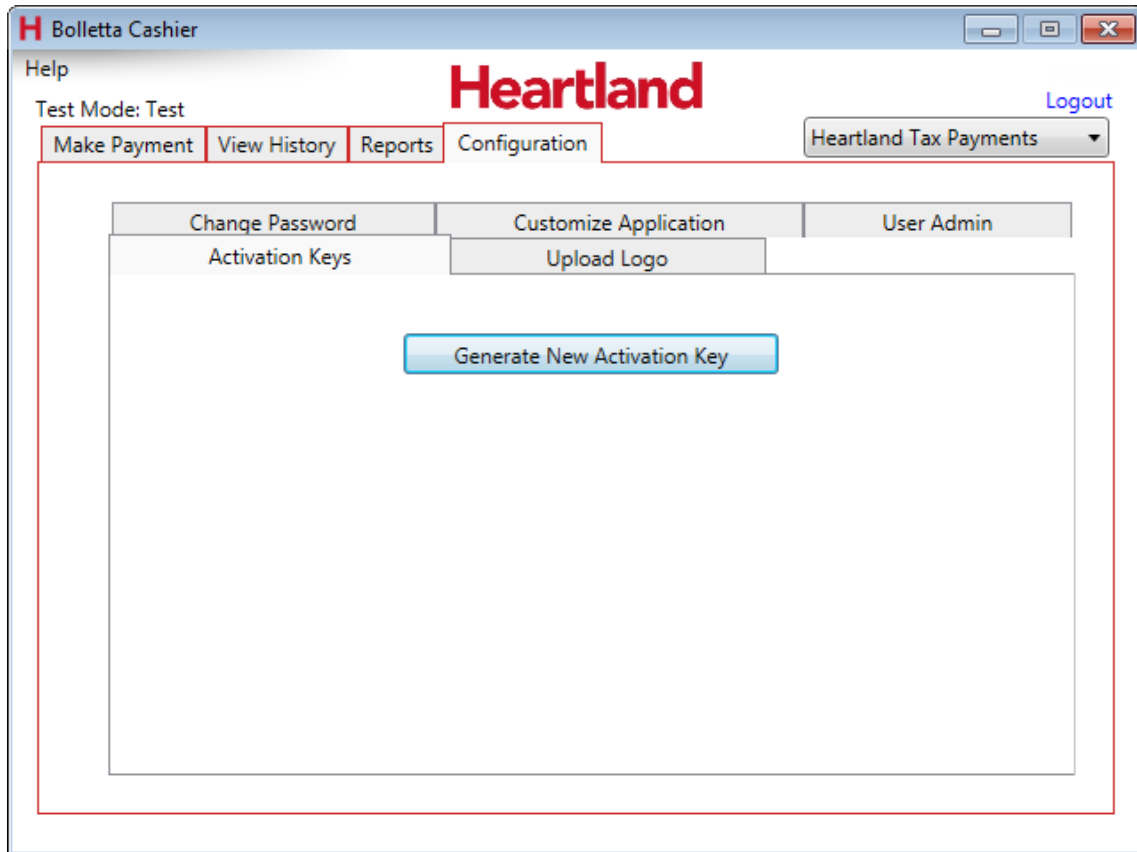 H Bolletta Cashier
Help
Heartland
Logout
Test Mode: Test
Make Payment View History Reports Configuration Heartland Tax Payments
Change Password Customize Application User Admin
Activation Keys Upload Logo
Generate New Activation Key